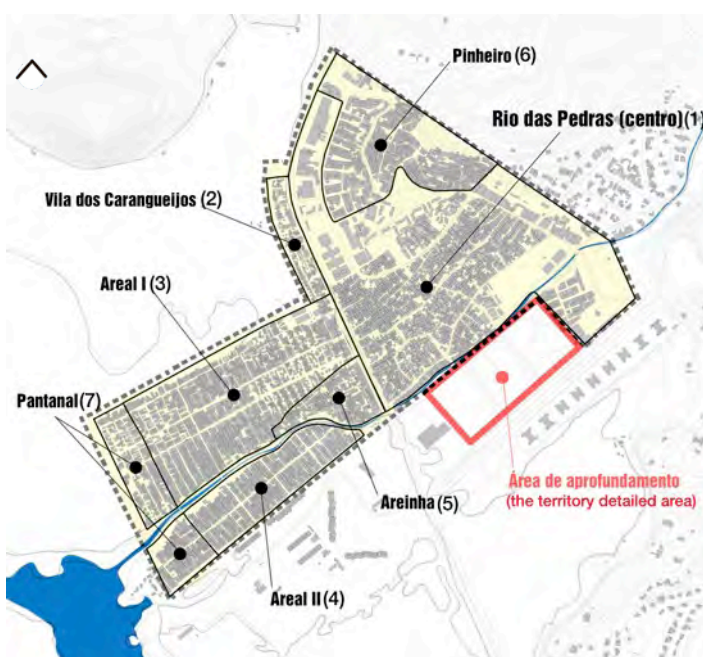 Pinheiro (6)
Rio das Pedras (centro)(1)
Vila dos Carangueijos (2)
Areal I (3)
Pantanal (7)
Área de aprofundamento
(the territory detailed area)
Areinha (5)
Areal II (4)